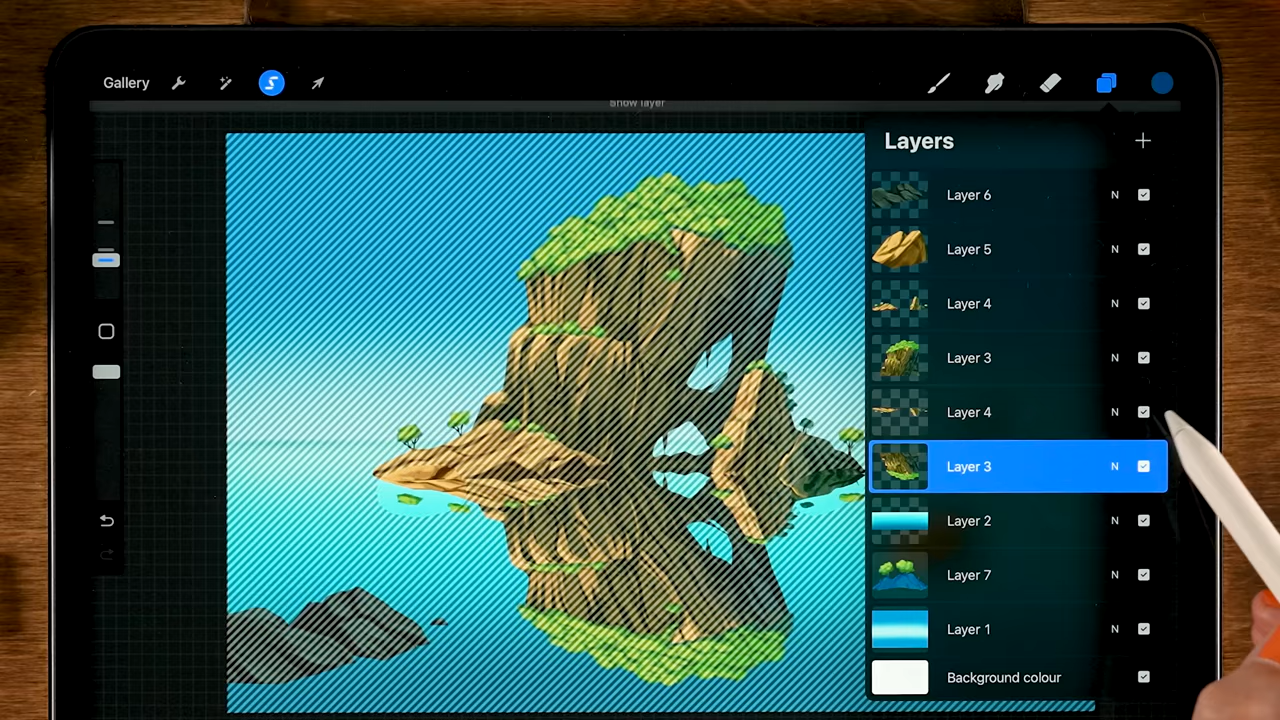 Gallery
Show layer
Layers
Layer 6 N
Layer 5 N
Layer 4 N
Layer 3 N
Layer 4 N
Layer 3 N
Layer 2 N
Layer 7 N
Layer 1 N
Background colour